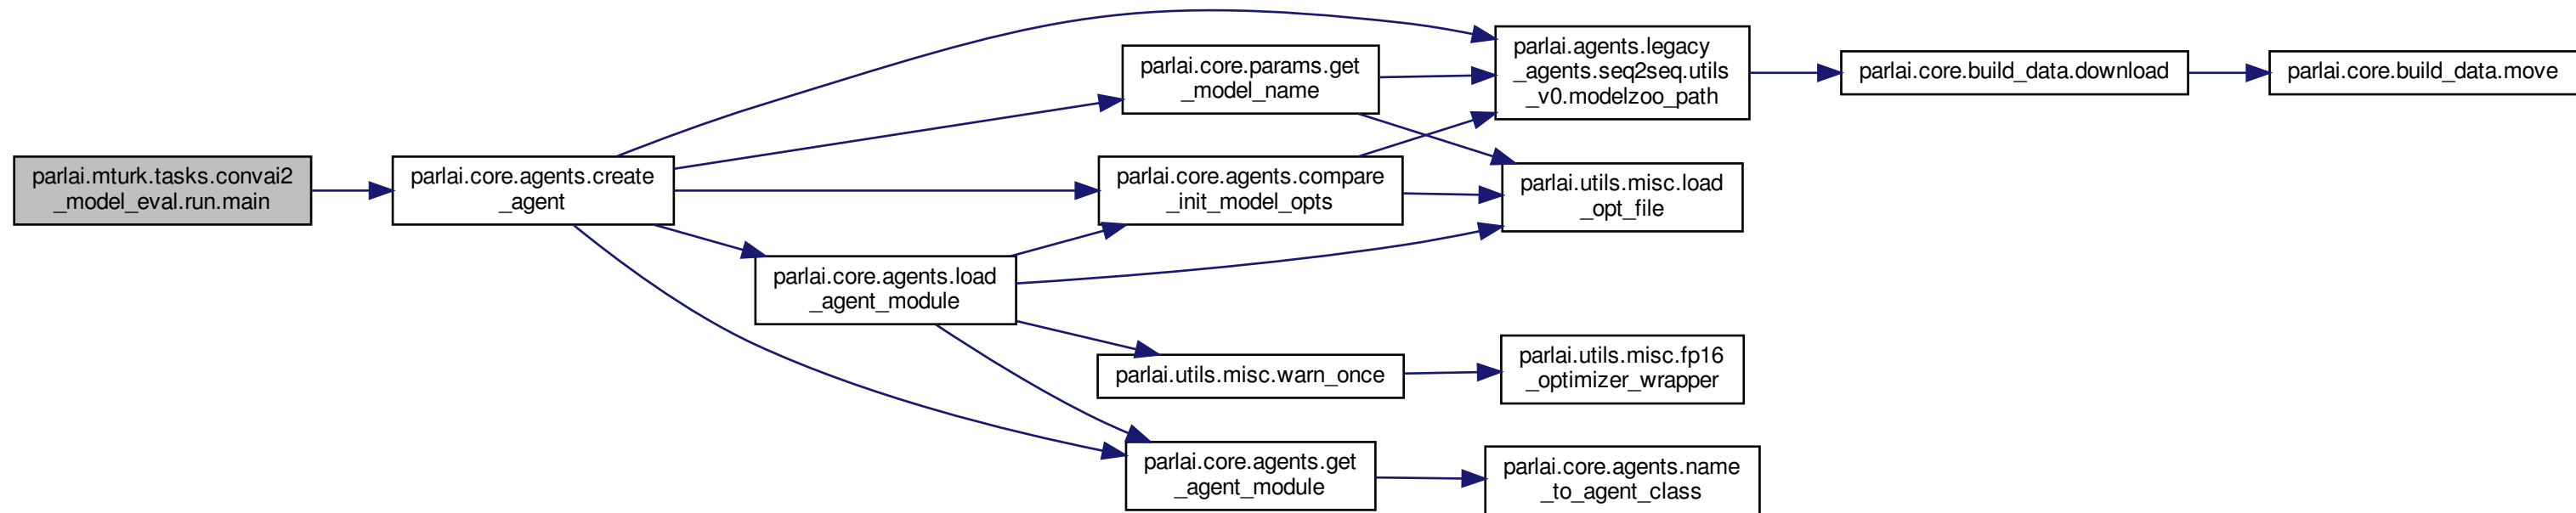 parlai.mturk.tasks.convai2
_model_eval.run.main
parlai.core.agents.create
_agent
parlai.core.params.get
_model_name
parlai.core.agents.compare
_init_model_opts
parlai.core.agents.load
_agent_module
parlai.utils.misc.warn_once
parlai.core.agents.get
_agent_module
parlai.agents.legacy
_agents.seq2seq.utils
_v0.modelzoo_path
parlai.utils.misc.load
_opt_file
parlai.utils.misc.fp16
_optimizer_wrapper
parlai.core.agents.name
_to_agent_class
parlai.core.build_data.download
parlai.core.build_data.move